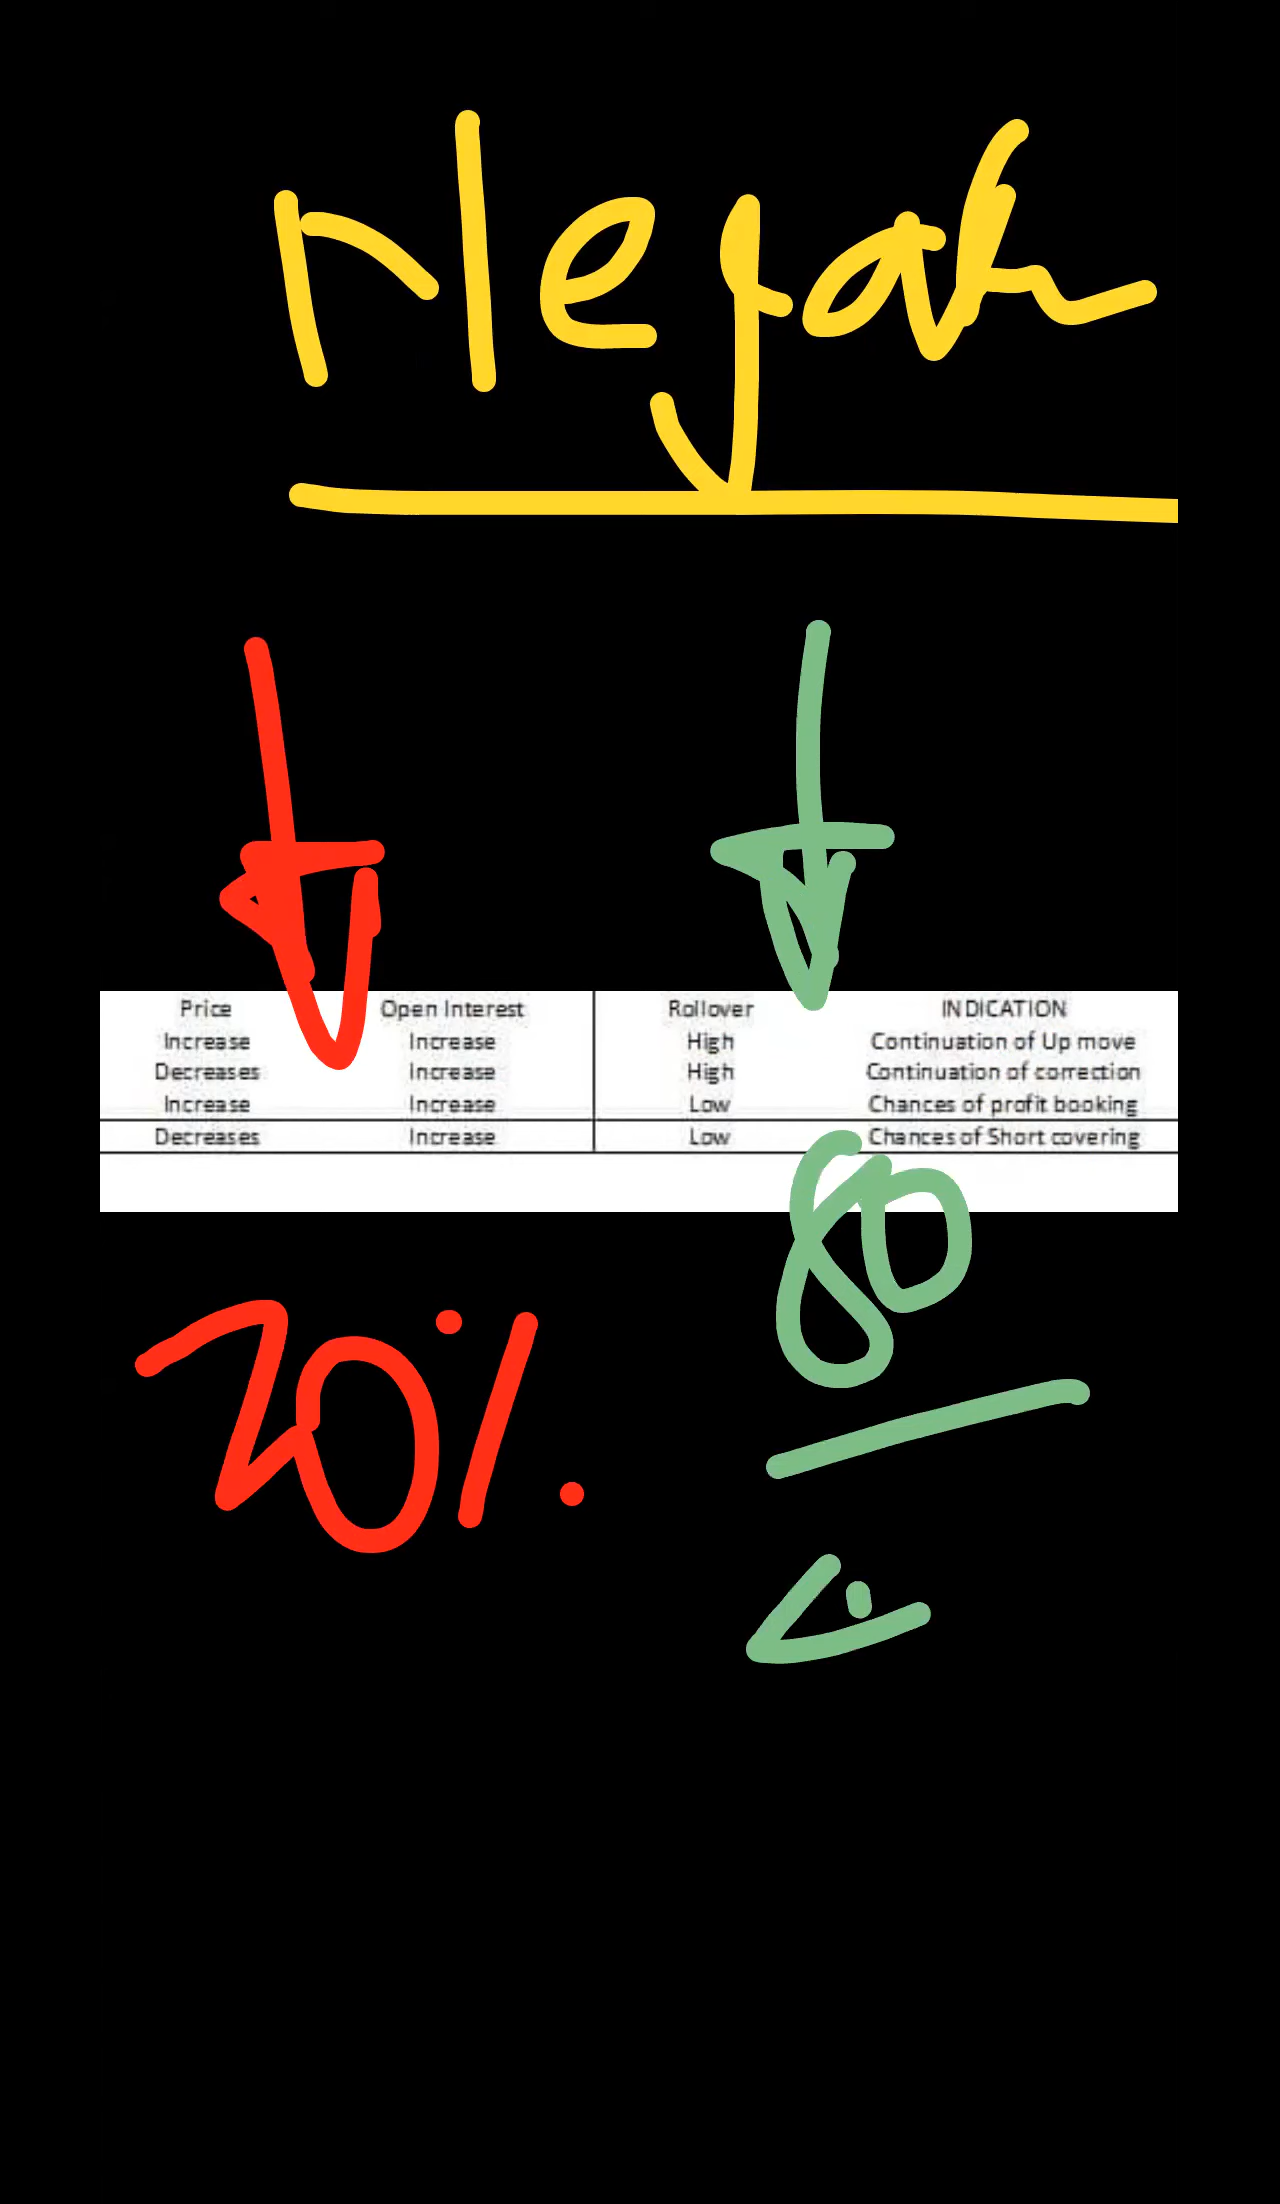 Price Open Interest Rollover INDICATION
Increase Increase High Continuation of Up move
Decreases Increase High Continuation of correction
Increase Increase Low Chances of profit booking
Decreases Increase Low Chances of Short covering
80
20%